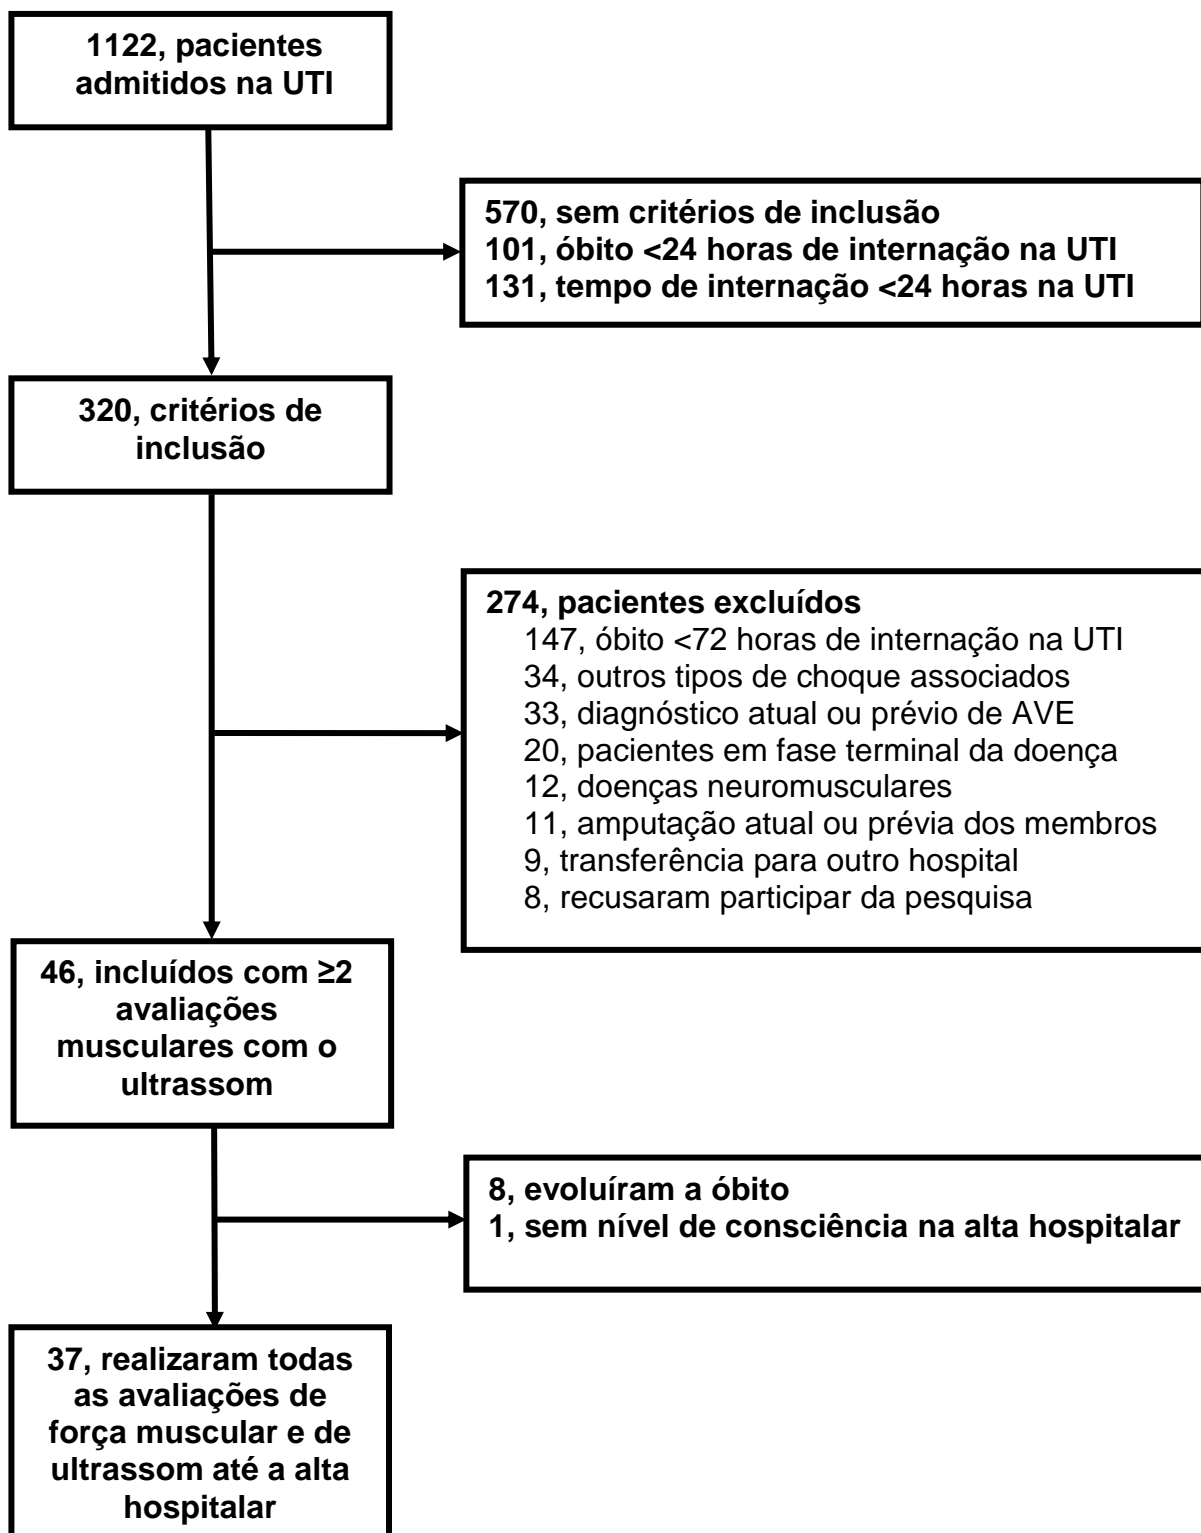 1122, pacientes
admitidos na UTI
570, sem critérios de inclusão
101, óbito <24 horas de internação na UTI
131, tempo de internação <24 horas na UTI
320, critérios de
inclusão
274, pacientes excluídos
147, óbito <72 horas de internação na UTI
34, outros tipos de choque associados
33, diagnóstico atual ou prévio de AVE
20, pacientes em fase terminal da doença
12, doenças neuromusculares
11, amputação atual ou prévia dos membros
9, transferência para outro hospital
8, recusaram participar da pesquisa
46, incluídos com ≥2
avaliações
musculares com o
ultrassom
8, evoluíram a óbito
1, sem nível de consciência na alta hospitalar
37, realizaram todas
as avaliações de
força muscular e de
ultrassom até a alta
hospitalar